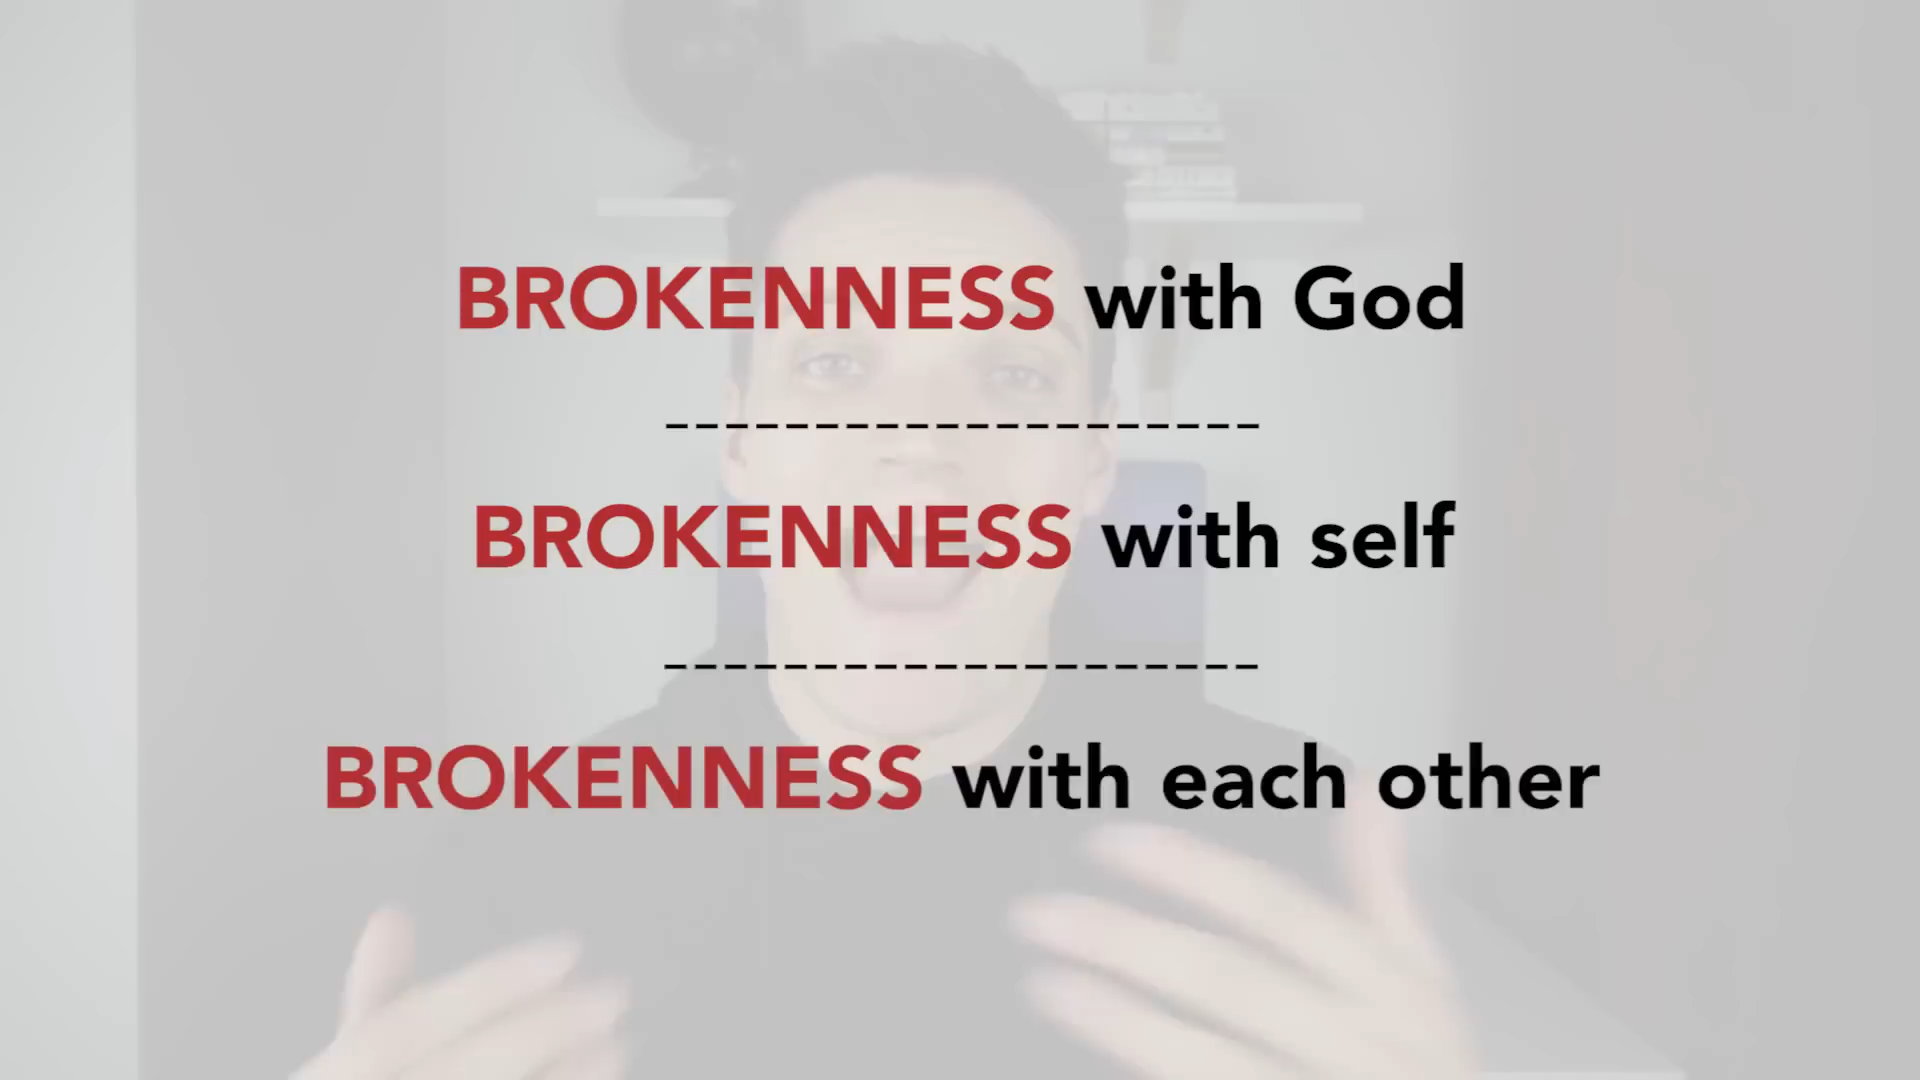 BROKENNESS with God
--------------------
BROKENNESS with self
--------------------
BROKENNESS with each other